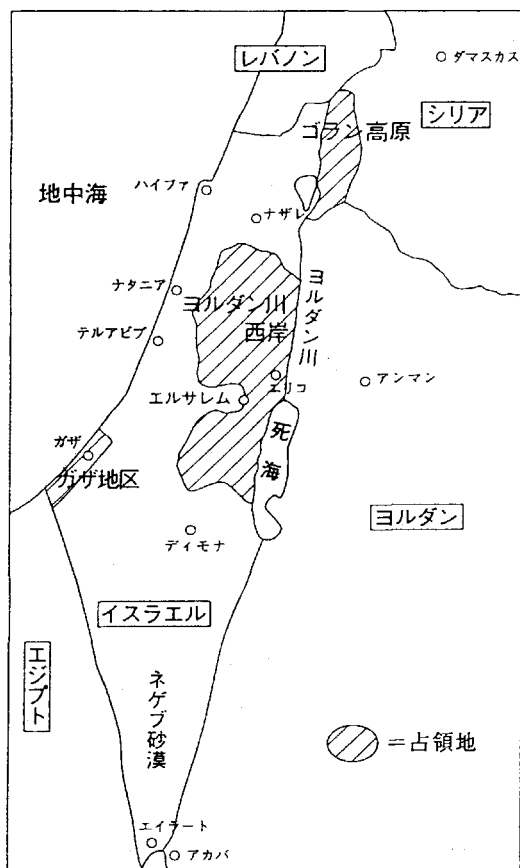 レバノン
ダマスカス
シリア
ゴラン高原
地中海
ハイファ
ナザレ
ナタニア
ヨルダン川
西岸
ヨルダン川
テルアビブ
エリコ
アンマン
エルサレム
死海
ガザ
ガザ地区
ヨルダン
ディモナ
イスラエル
エジプト
ネゲブ砂漠
=占領地
エイラート
アカバ